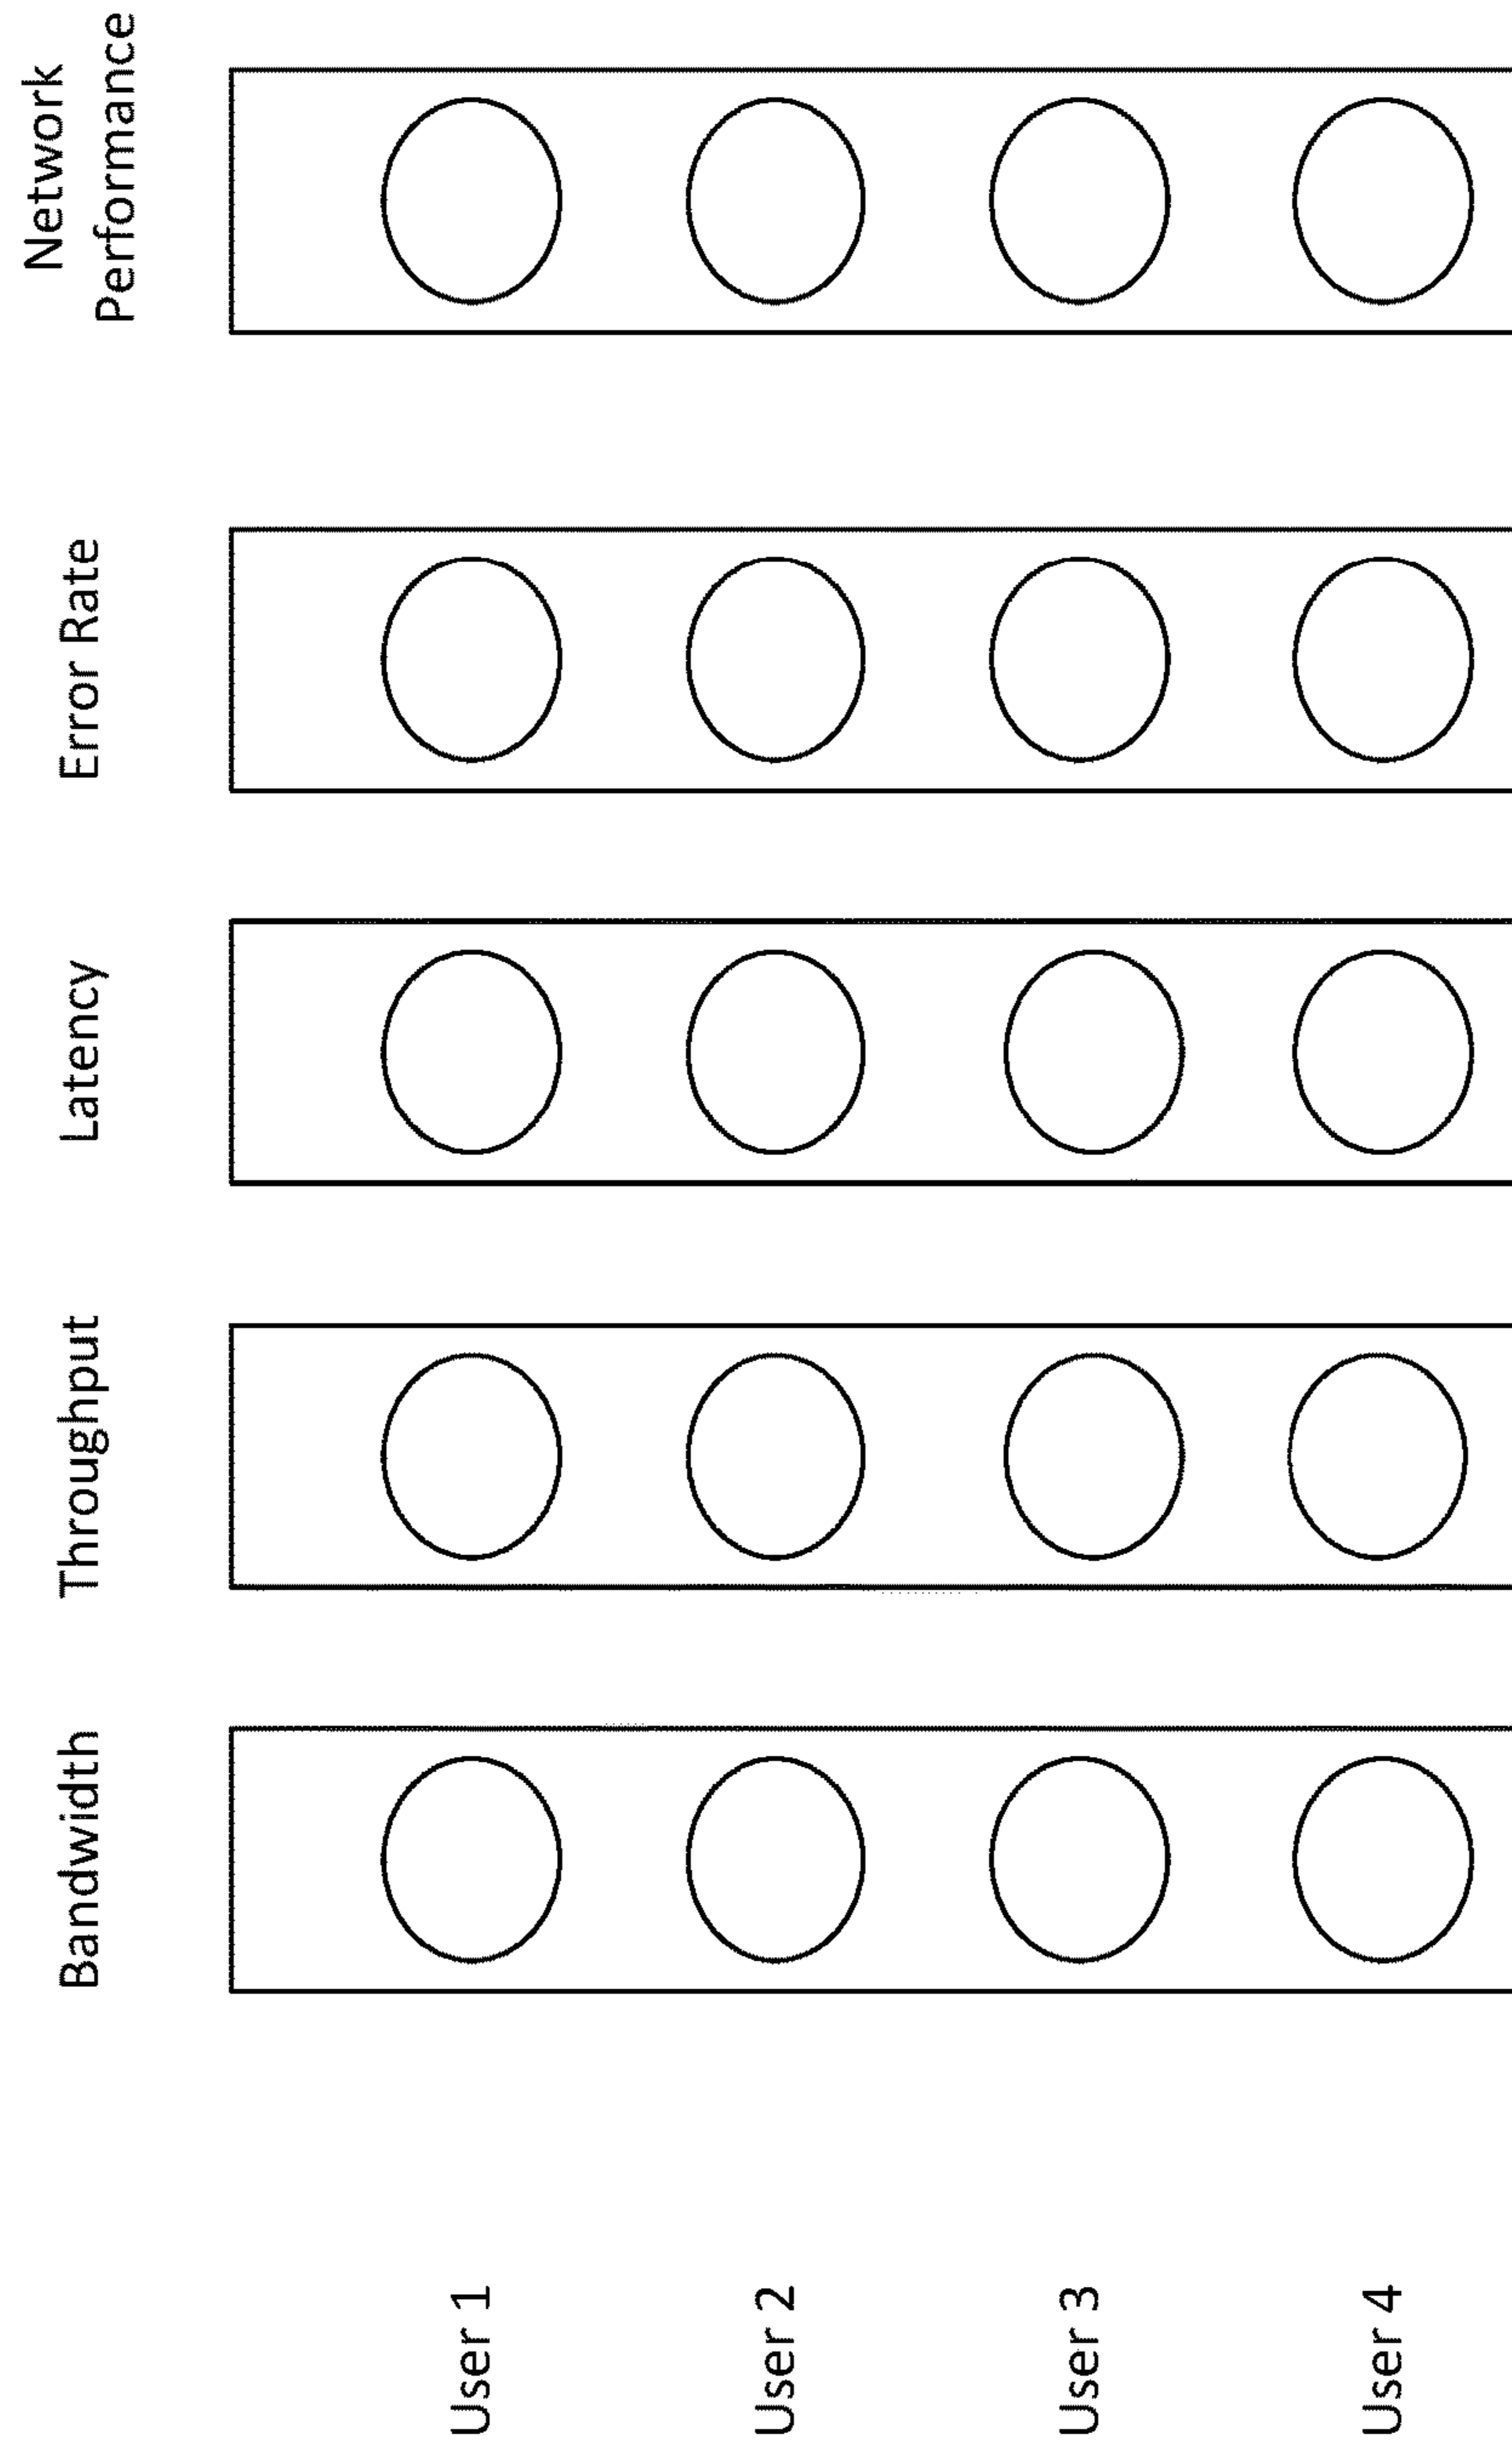 Bandwidth
Throughput
Latency
Error Rate
Network
Performance
User 1
User 2
User 3
User 4